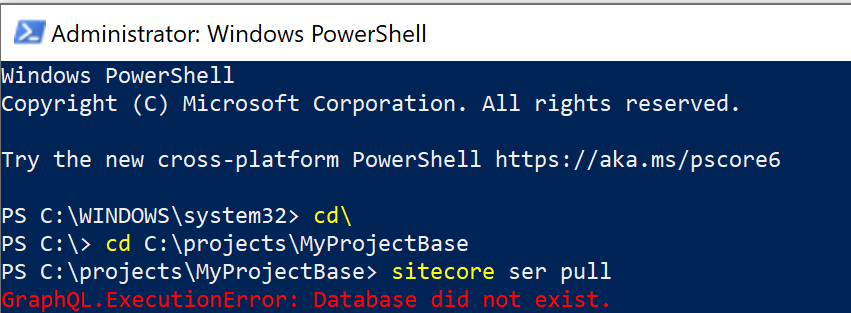 Administrator: Windows PowerShell
Windows PowerShell
Copyright (C) Microsoft Corporation. All rights reserved.
Try the new cross-platform PowerShell https://aka.ms/pscore6
PS C:\WINDOWS\system32> cd\
PS C:\> cd C:\projects\MyProjectBase
PS C:\projects\MyProjectBase> sitecore ser pull
GraphQL.ExecutionError: Database did not exist.